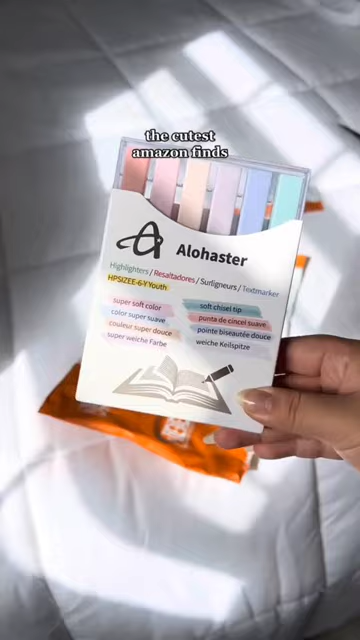 the cutest
amazon finds
Alohaster
Highlighters / Resaltadores / Surligneurs / Textmarker
HPSIZEE-6-Y Youth
super soft color
color super suave
couleur super douce
super weiche Farbe
soft chisel tip
punta de cincel suave
pointe biseautée douce
weiche Keilspitze